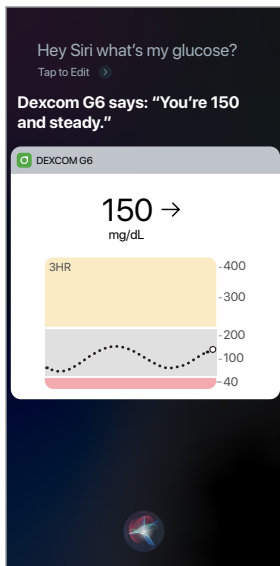 Hey Siri what's my glucose?
Tap to Edit
Dexcom G6 says: “You’re 150
and steady.”
DEXCOM G6
150
mg/dL
3HR
400
300
200
100
40